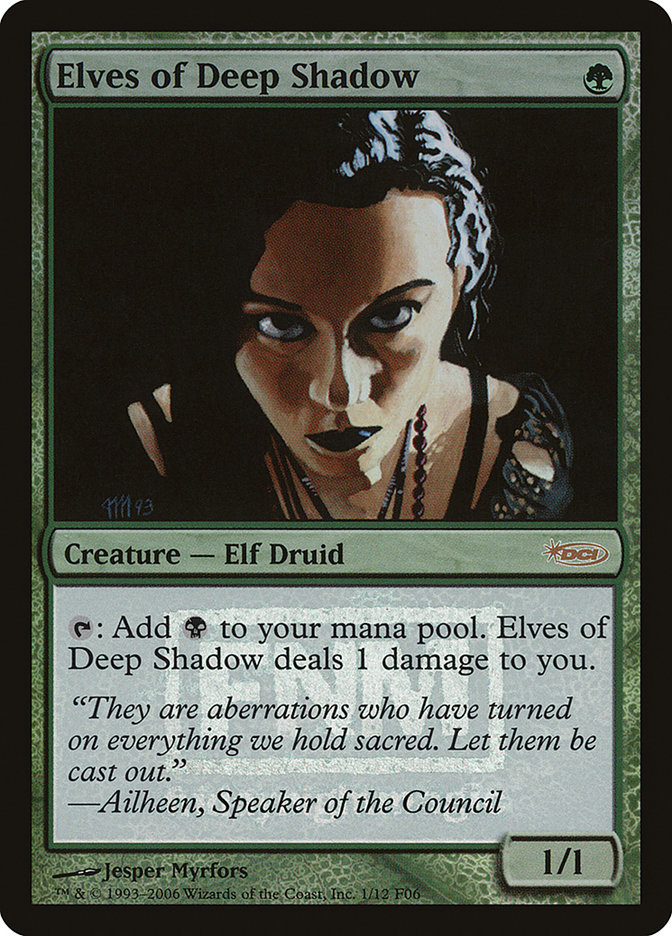 Elves of Deep Shadow
93
Creature — Elf Druid
DCI
: Add to your mana pool. Elves of
Deep Shadow deals 1 damage to you.
FNM
“They are aberrations who have turned
on everything we hold sacred. Let them be
cast out.”
—Ailheen, Speaker of the Council
1/1
Jesper Myrfors
™ & © 1993–2006 Wizards of the Coast, Inc. 1/12 F06